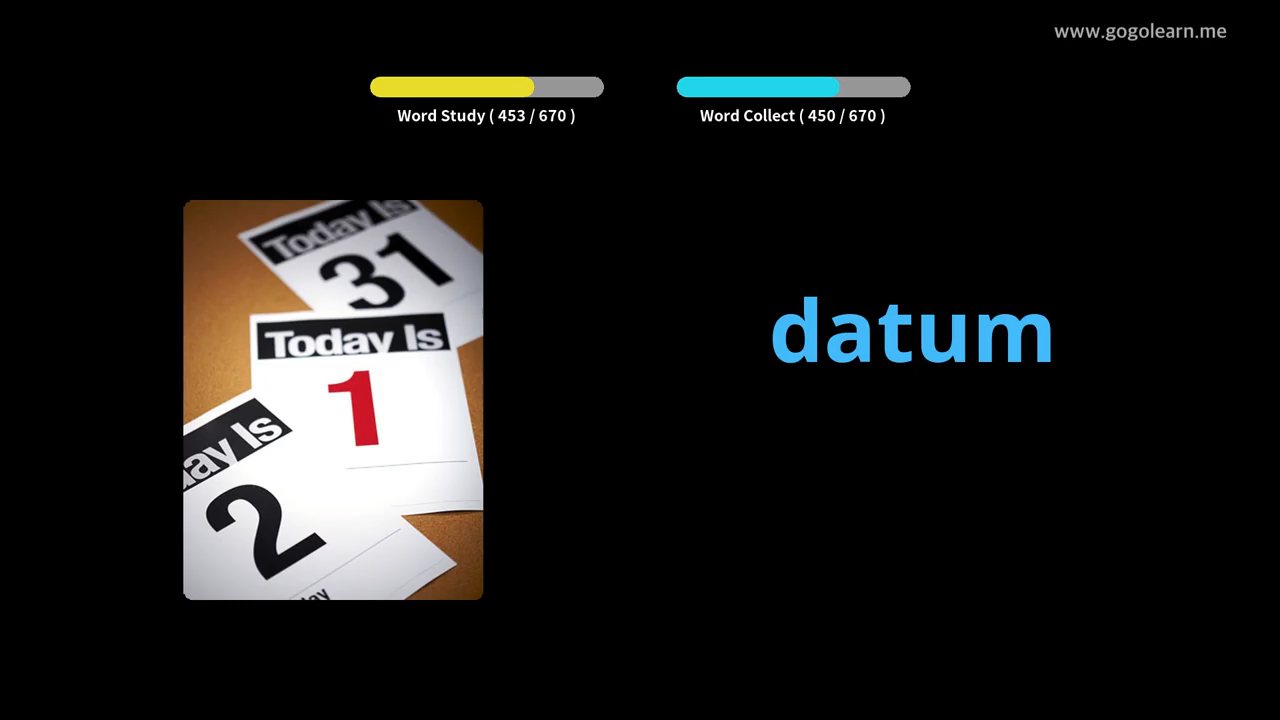 www.gogolearn.me
Word Study ( 453 / 670 )
Word Collect ( 450 / 670 )
Today Is
31
Today Is
1
ay Is
2
day
datum